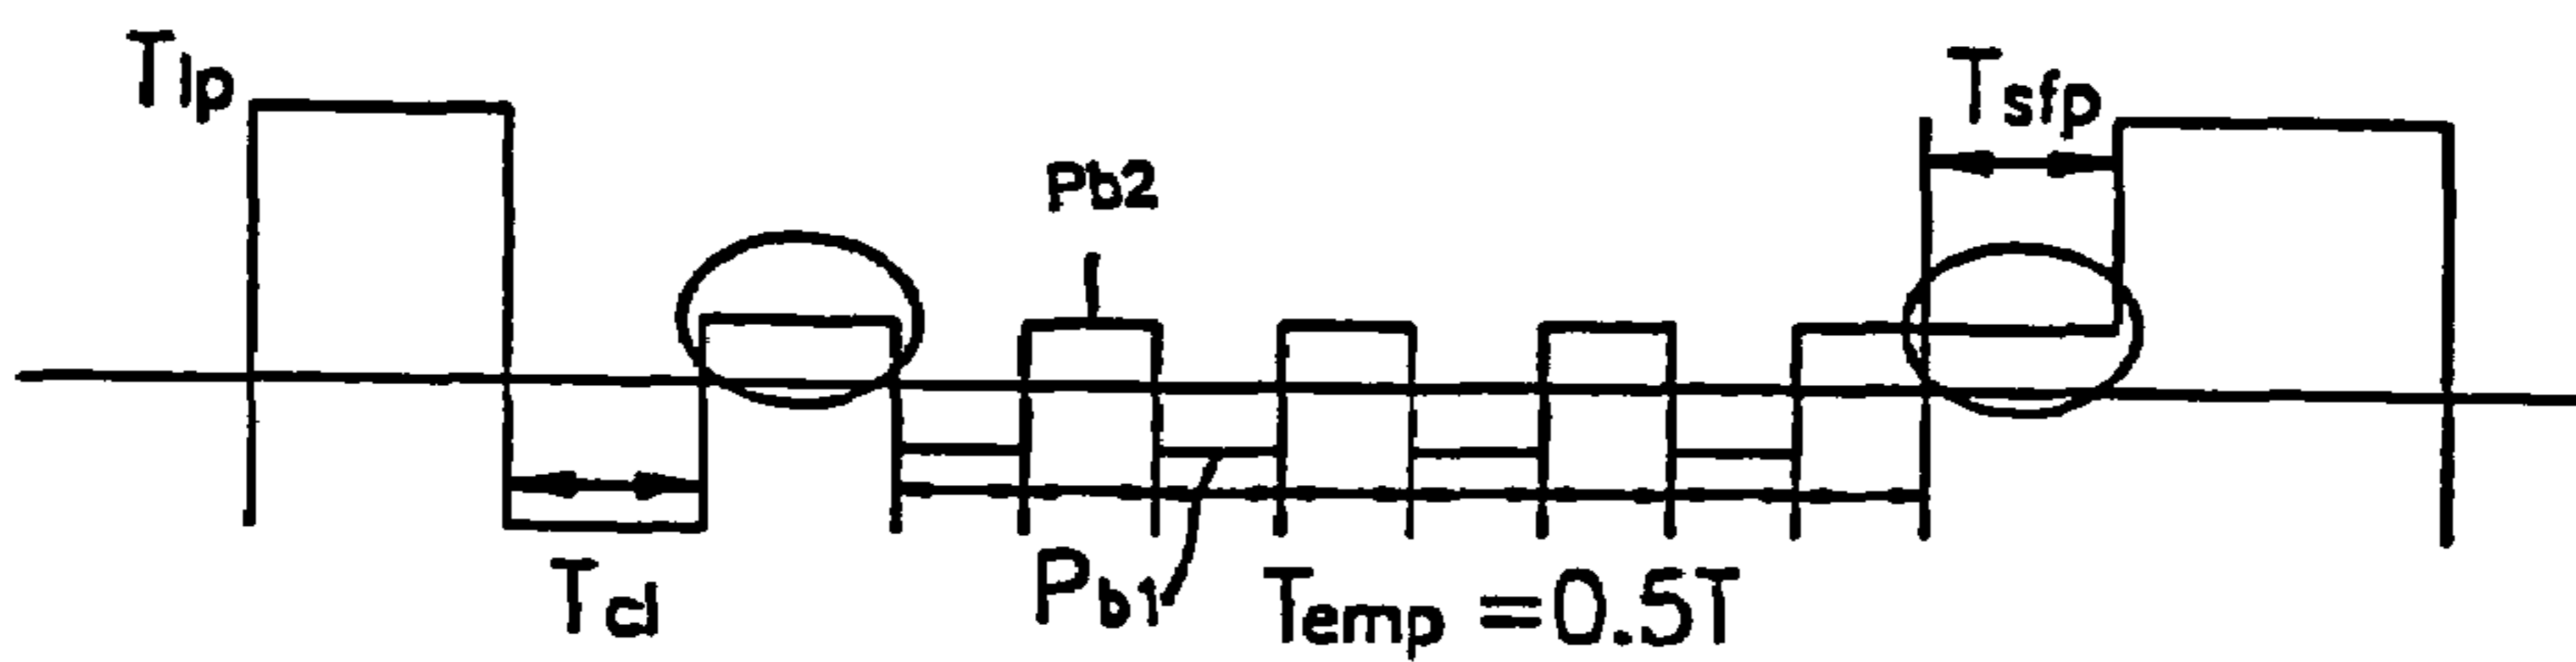 Tlp
Tsfp
Pb2
Tcl
Pb1
Temp =0.5T